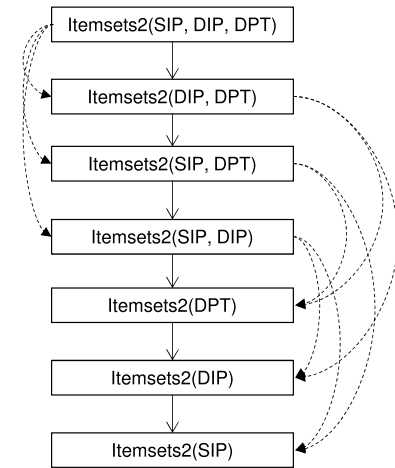 Itemsets2(SIP, DIP, DPT)
Itemsets2(DIP, DPT)
Itemsets2(SIP, DPT)
Itemsets2(SIP, DIP)
Itemsets2(DPT)
Itemsets2(DIP)
Itemsets2(SIP)